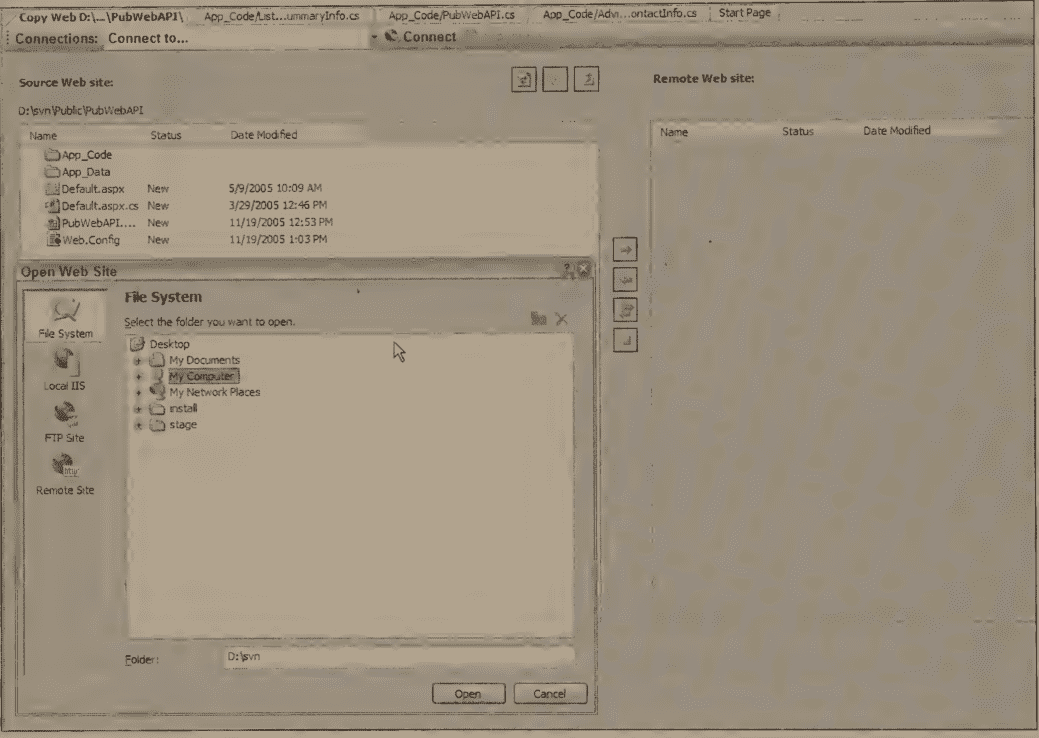 Copy Web D:\...\PubWebAPI\ App_Code/List...ummaryInfo.cs App_Code/PubWebAPI.cs App_Code/Advi...ontactInfo.cs Start Page
Connections: Connect to... Connect
Source Web site: Remote Web site:
D:\svn\Public\PubWebAPI
Name Status Date Modified Name Status Date Modified
App_Code
App_Data
Default.aspx New 5/9/2005 10:09 AM
Default.aspx.cs New 3/29/2005 12:46 PM
PubWebAPI.... New 11/19/2005 12:53 PM
Web.Config New 11/19/2005 1:03 PM
Open Web Site
File System
Select the folder you want to open.
File System
Local IIS
FTP Site
Remote Site
Desktop
My Documents
My Computer
My Network Places
install
stage
Folder: D:\svn
Open Cancel